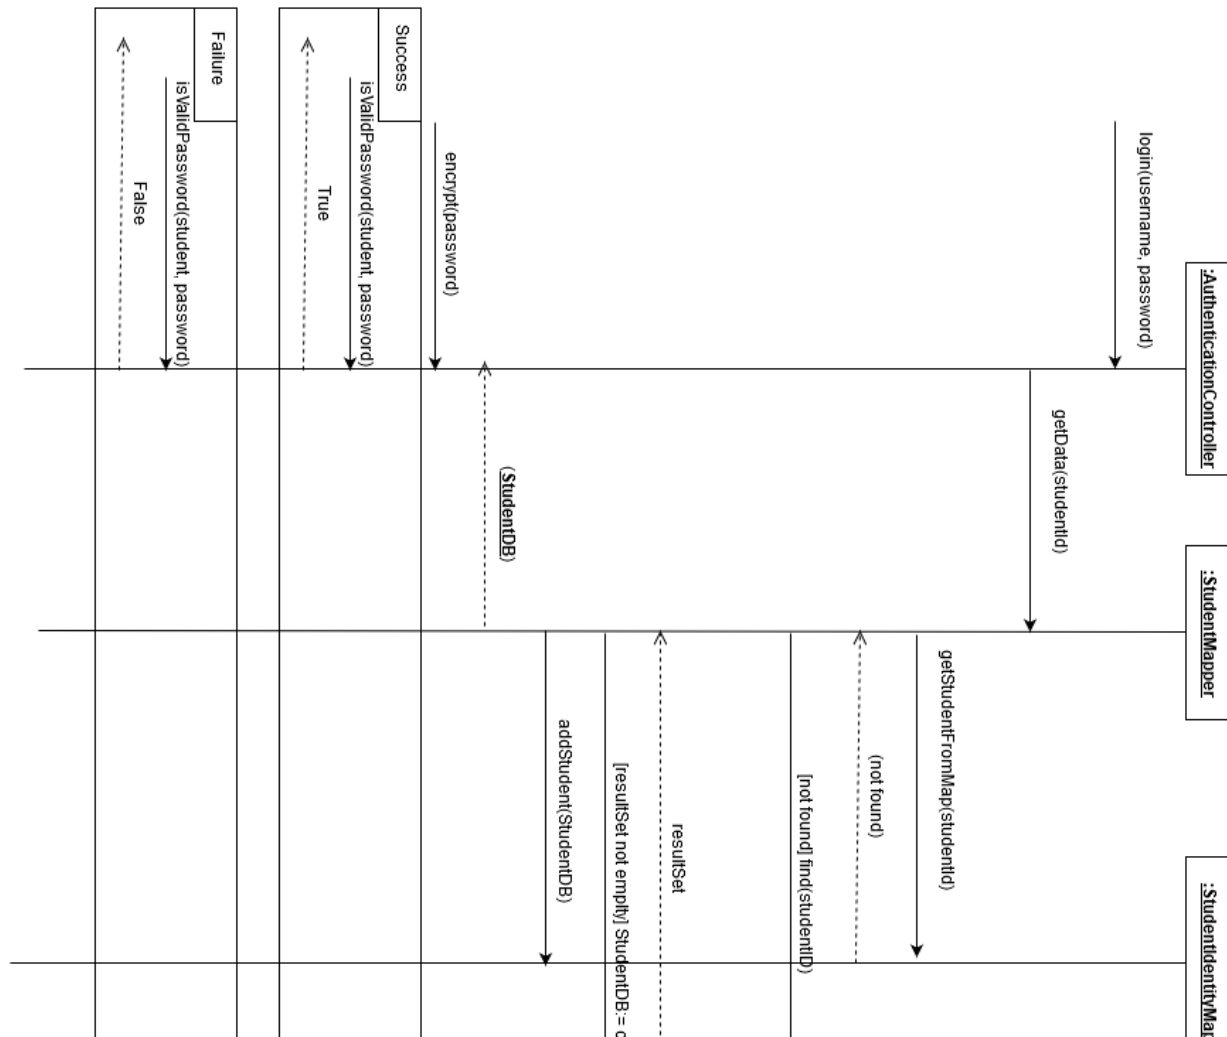 :AuthenticationController
:StudentMapper
:StudentIdentityMap
login(username, password)
getData(studentId)
getStudentFromMap(studentId)
(not found)
[not found] find(studentID)
resultSet
[resultSet not emplty] StudentDB:=
addStudent(StudentDB)
(StudentDB)
encrypt(password)
Success
isValidPassword(student, password)
True
Failure
isValidPassword(student, password)
False